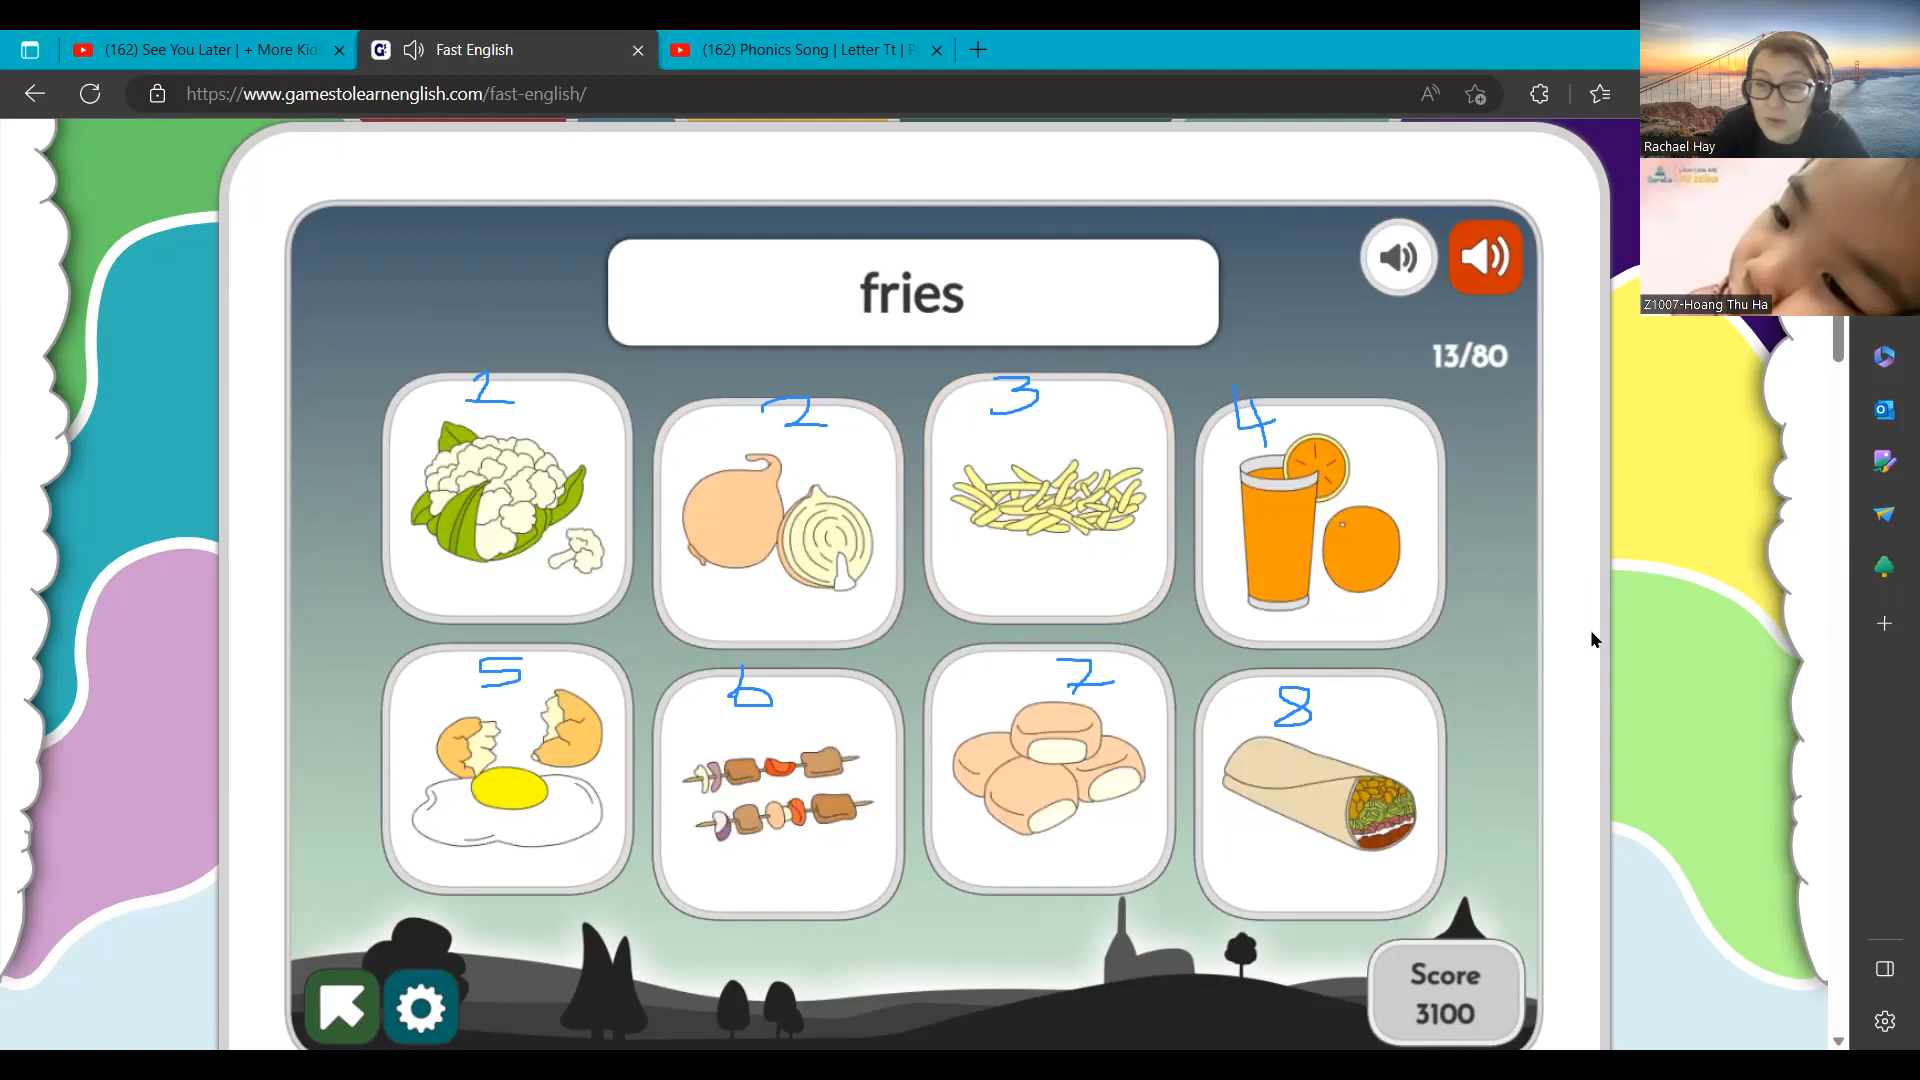 (162) See You Later | + More Kid
Fast English
(162) Phonics Song | Letter Tt | P
https://www.gamestolearnenglish.com/fast-english/
Rachael Hay
Z1007-Hoang Thu Ha
fries
13/80
1
2
3
4
5
6
7
8
Score
3100